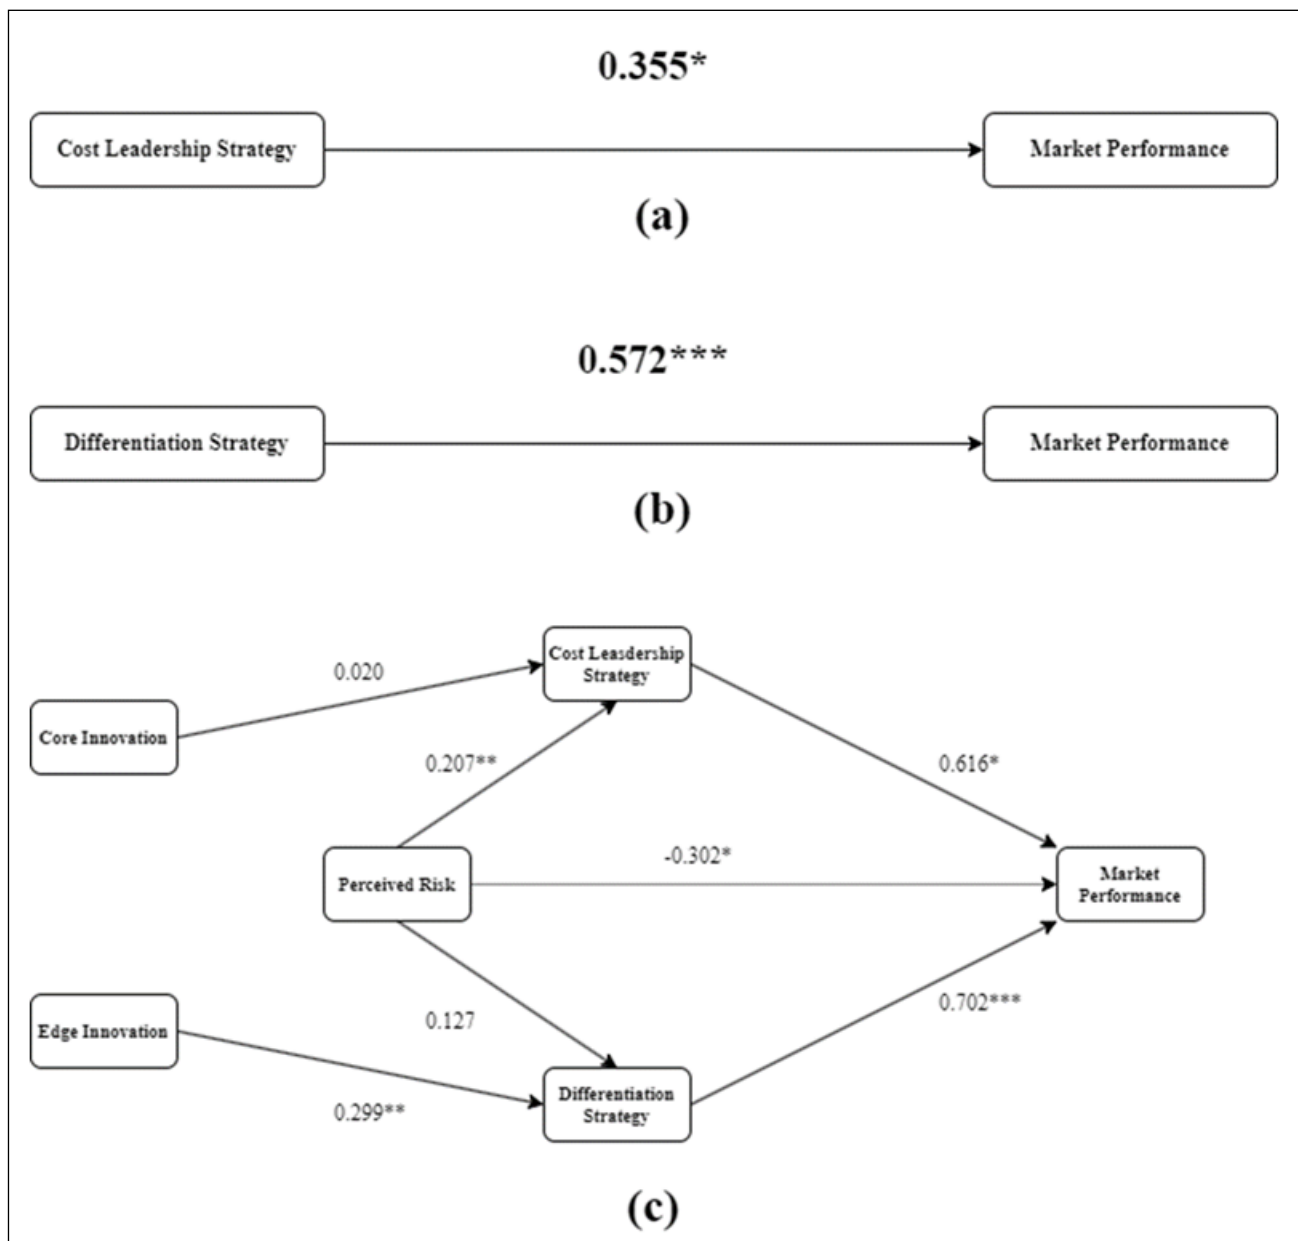 0.355*
Cost Leadership Strategy
Market Performance
(a)
0.572***
Differentiation Strategy
Market Performance
(b)
Cost Leasdership
Strategy
0.020
Core Innovation
0.207**
0.616*
-0.302*
Perceived Risk
Market
Performance
Edge Innovation
0.127
0.702***
0.299**
Differentiation
Strategy
(c)